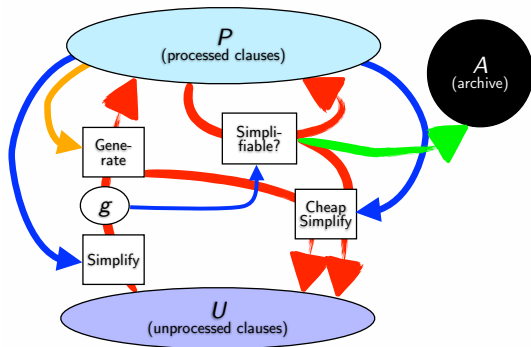 P
(processed clauses)
A
(archive)
Gene-
rate
Simpli-
fiable?
g
Cheap
Simplify
Simplify
U
(unprocessed clauses)